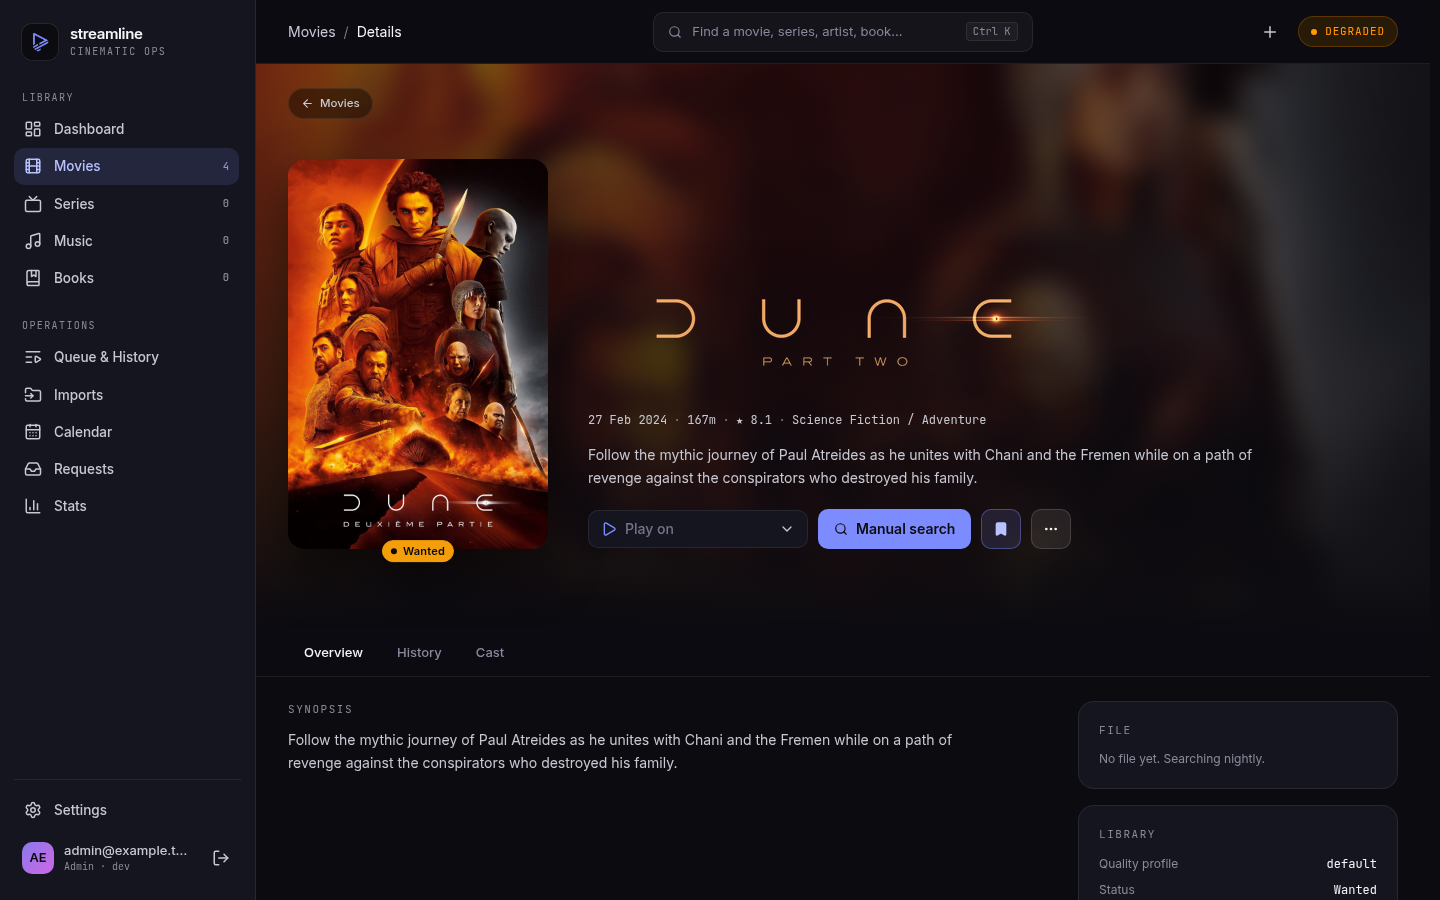 streamline
CINEMATIC OPS
LIBRARY
Dashboard
Movies 4
Series 0
Music 0
Books 0
OPERATIONS
Queue & History
Imports
Calendar
Requests
Stats
Settings
AE
admin@example.t...
Admin · dev
Movies / Details
Find a movie, series, artist, book...
Ctrl K
DEGRADED
Movies
DUNE
DEUXIÈME PARTIE
Wanted
DUNE
PART TWO
27 Feb 2024 · 167m · ★ 8.1 · Science Fiction / Adventure
Follow the mythic journey of Paul Atreides as he unites with Chani and the Fremen while on a path of
revenge against the conspirators who destroyed his family.
Play on
Manual search
Overview
History
Cast
SYNOPSIS
Follow the mythic journey of Paul Atreides as he unites with Chani and the Fremen while on a path of
revenge against the conspirators who destroyed his family.
FILE
No file yet. Searching nightly.
LIBRARY
Quality profile default
Status Wanted